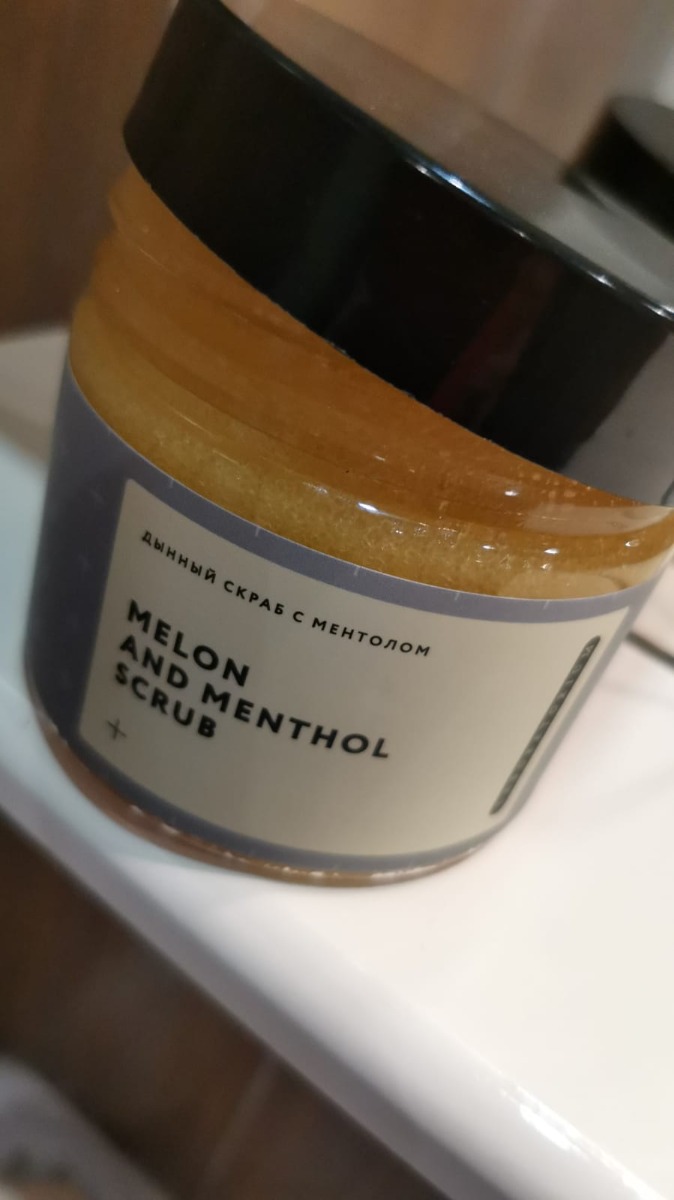 ДЫННЫЙ СКРАБ С МЕНТОЛОМ
MELON
AND MENTHOL
SCRUB